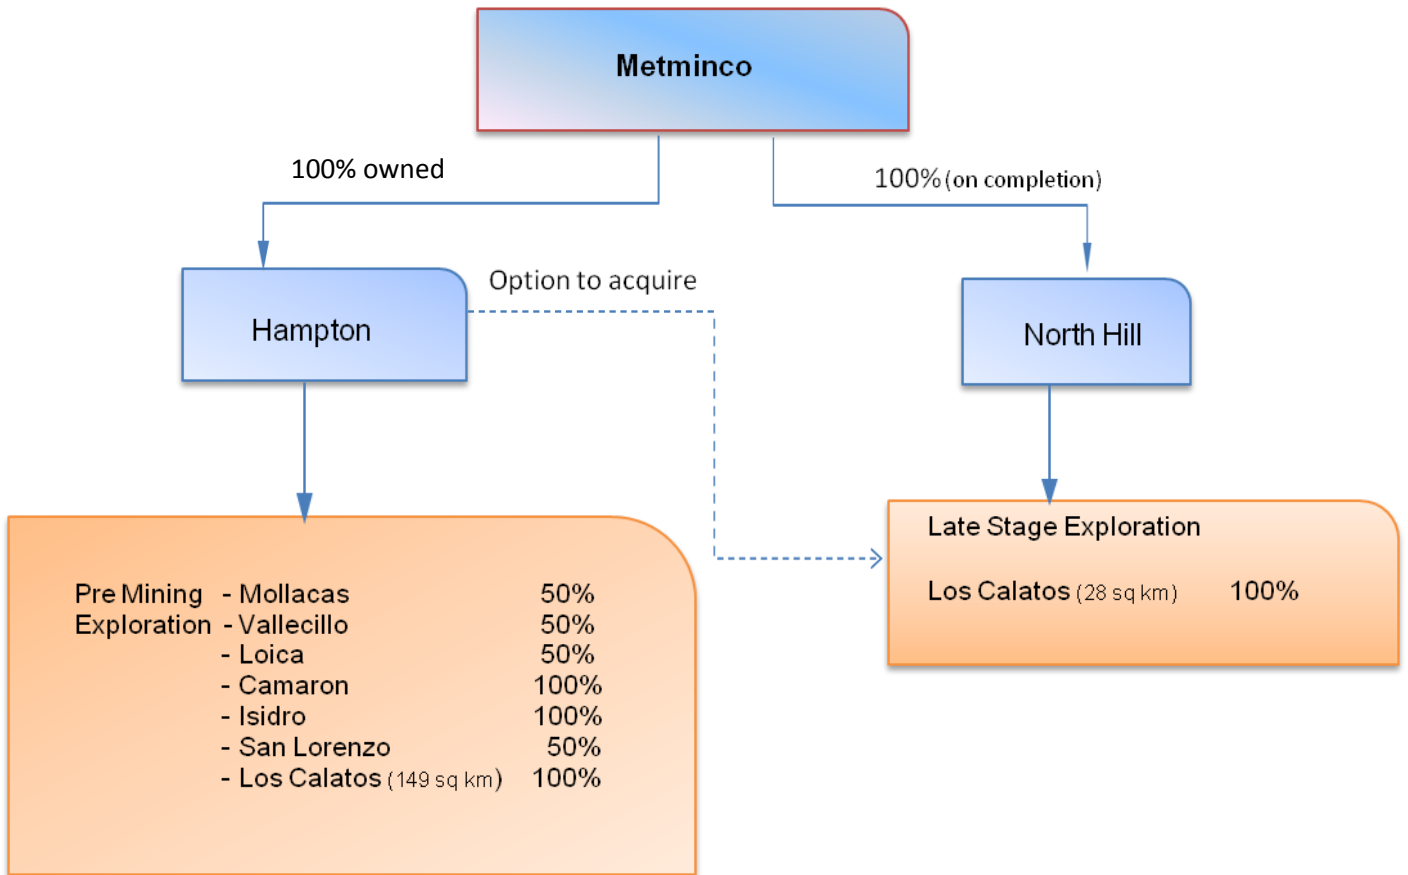 Metminco
100% owned
100% (on completion)
Option to acquire
Hampton
North Hill
Late Stage Exploration
Los Calatos (28 sq km) 100%
Pre Mining - Mollacas 50%
Exploration - Vallecillo 50%
- Loica 50%
- Camaron 100%
- Isidro 100%
- San Lorenzo 50%
- Los Calatos (149 sq km) 100%